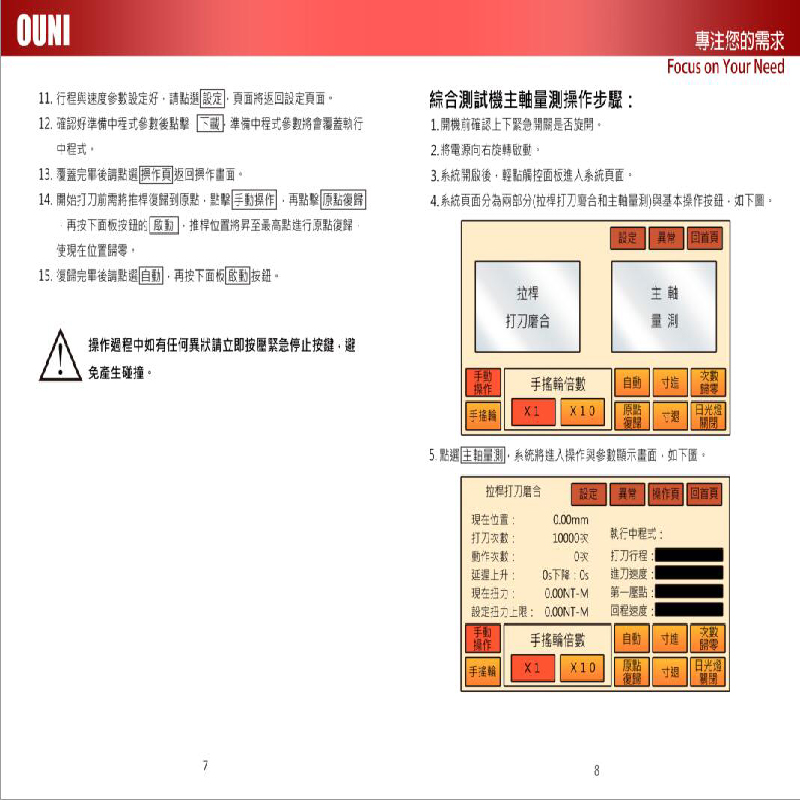 OUNI
專注您的需求
Focus on Your Need
11. 行程與速度參數設定好，請點選設定，頁面將返回設定頁面。
12. 確認好準備中程式參數後點擊 下載，準備中程式參數將會覆蓋執行
中程式。
13. 覆蓋完畢後請點選操作頁返回操作畫面。
14. 開始打刀前需將推桿復歸到原點，點擊手動操作，再點擊原點復歸
，再按下面板按鈕的啟動，推桿位置將昇至最高點進行原點復歸，
使現在位置歸零。
15. 復歸完畢後請點選自動，再按下面板啟動按鈕。
操作過程中如有任何異狀請立即按壓緊急停止按鍵，避
免產生碰撞。
7
綜合測試機主軸量測操作步驟：
1.開機前確認上下緊急開關是否旋開。
2.將電源向右旋轉啟動。
3.系統開啟後，輕點觸控面板進入系統頁面。
4.系統頁面分為兩部分(拉桿打刀磨合和主軸量測)與基本操作按鈕，如下圖。
設定 異常 回首頁
拉桿
打刀磨合
主 軸
量 測
手動
操作
手搖輪倍數
自動 寸進
次數
歸零
手搖輪
X1 X10
原點
復歸
寸退
日光燈
關閉
5. 點選主軸量測，系統將進入操作與參數顯示畫面，如下圖。
拉桿打刀磨合 設定 異常 操作頁 回首頁
現在位置： 0.00mm
打刀次數： 10000次
動作次數： 0次
延遲上升： 0s下降：0s
現在扭力： 0.00NT-M
設定扭力上限： 0.00NT-M
執行中程式：
打刀行程：
進刀速度：
第一壓點：
回程速度：
手動
操作
手搖輪倍數
自動 寸進
次數
歸零
手搖輪
X1 X10
原點
復歸
寸退
日光燈
關閉
8